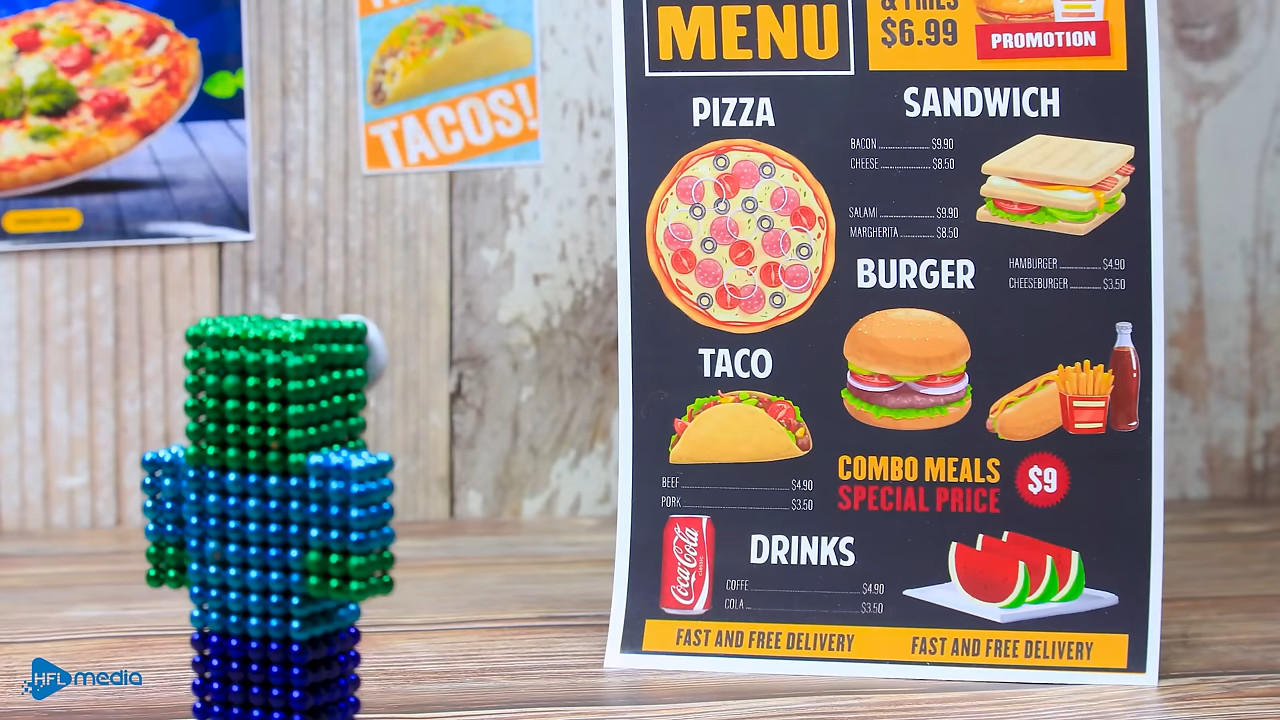 TACOS!
MENU
& FRIES
$6.99
PROMOTION
PIZZA
SANDWICH
BACON $9.90
CHEESE $8.50
SALAMI $9.90
MARGHERITA $8.50
BURGER
HAMBURGER $4.90
CHEESEBURGER $3.50
TACO
BEEF $4.90
PORK $3.50
COMBO MEALS
SPECIAL PRICE
$9
DRINKS
Coca-Cola
CLASSIC
COFFE $4.90
COLA $3.50
FAST AND FREE DELIVERY FAST AND FREE DELIVERY
HFL media